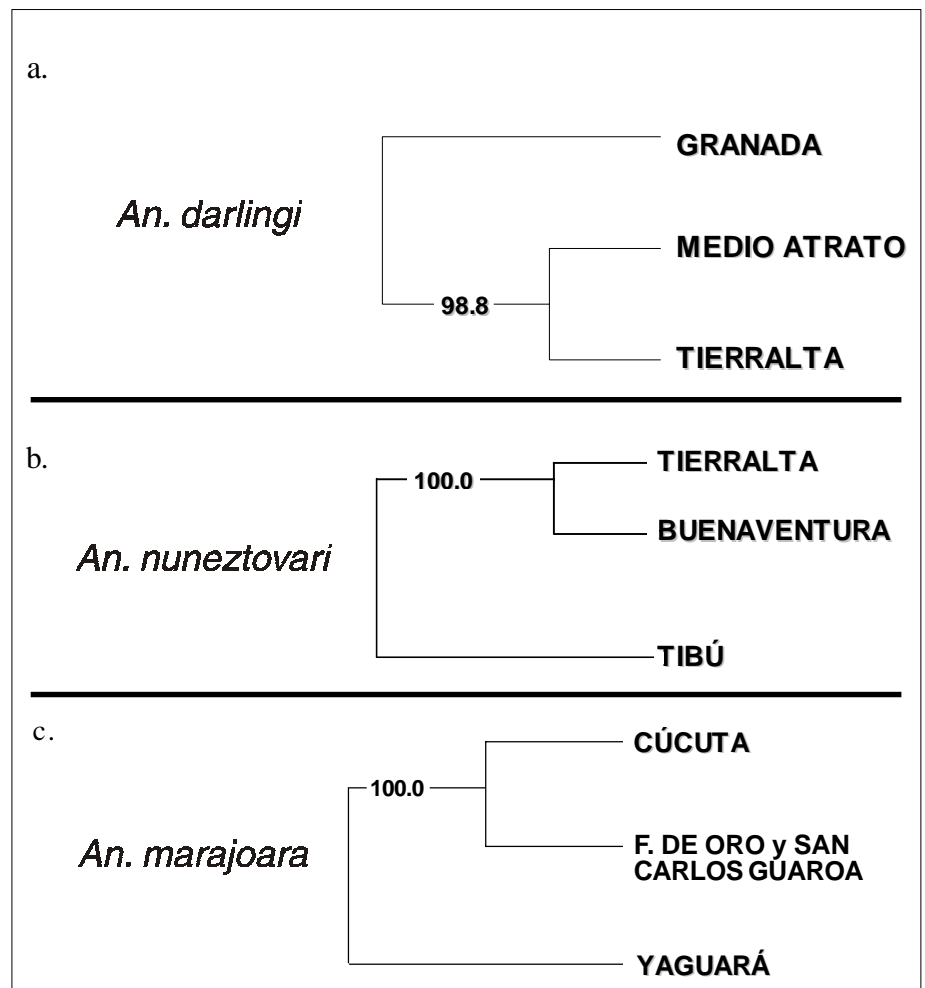 a.
GRANADA
An. darlingi
MEDIO ATRATO
98.8
TIERRALTA
b.
TIERRALTA
100.0
BUENAVENTURA
An. nuneztovari
TIBÚ
c.
CÚCUTA
100.0
An. marajoara
F. DE ORO y SAN
CARLOS GUAROA
YAGUARÁ